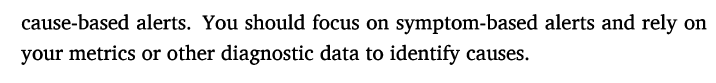 cause-based alerts. You should focus on symptom-based alerts and rely on
your metrics or other diagnostic data to identify causes.